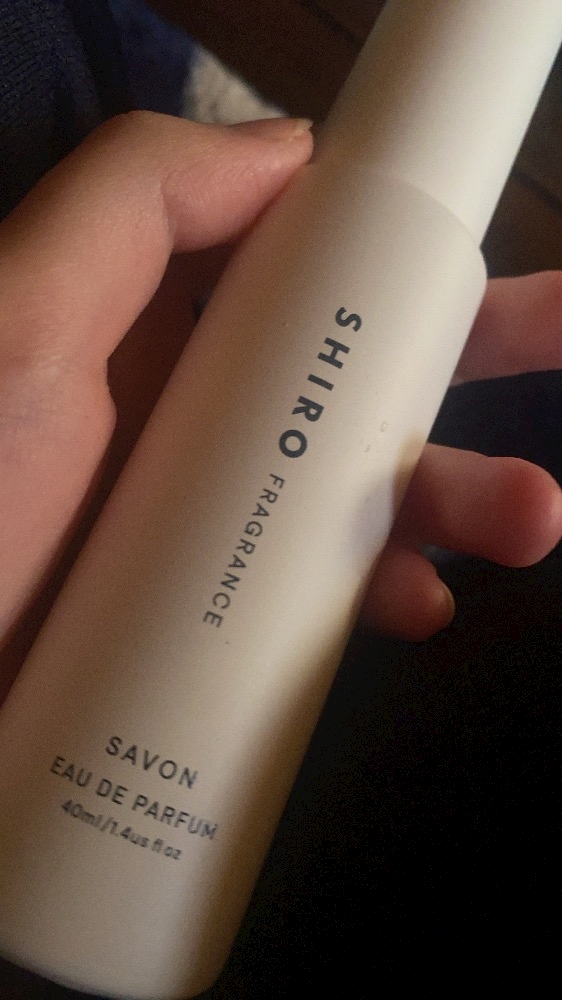 SHIRO FRAGRANCE
SAVON
EAU DE PARFUM
40ml/1.4us fl oz